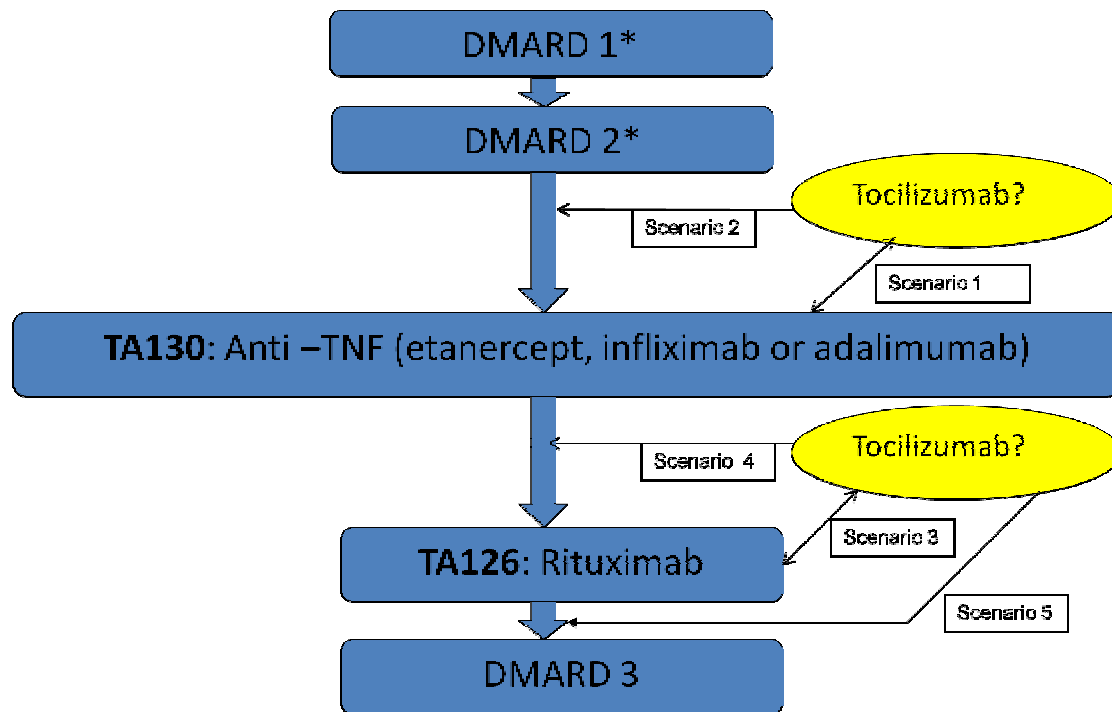 DMARD 1*
DMARD 2*
Tocilizumab?
Scenario 2
Scenario 1
TA130: Anti –TNF (etanercept, infliximab or adalimumab)
Tocilizumab?
Scenario 4
Scenario 3
TA126: Rituximab
Scenario 5
DMARD 3